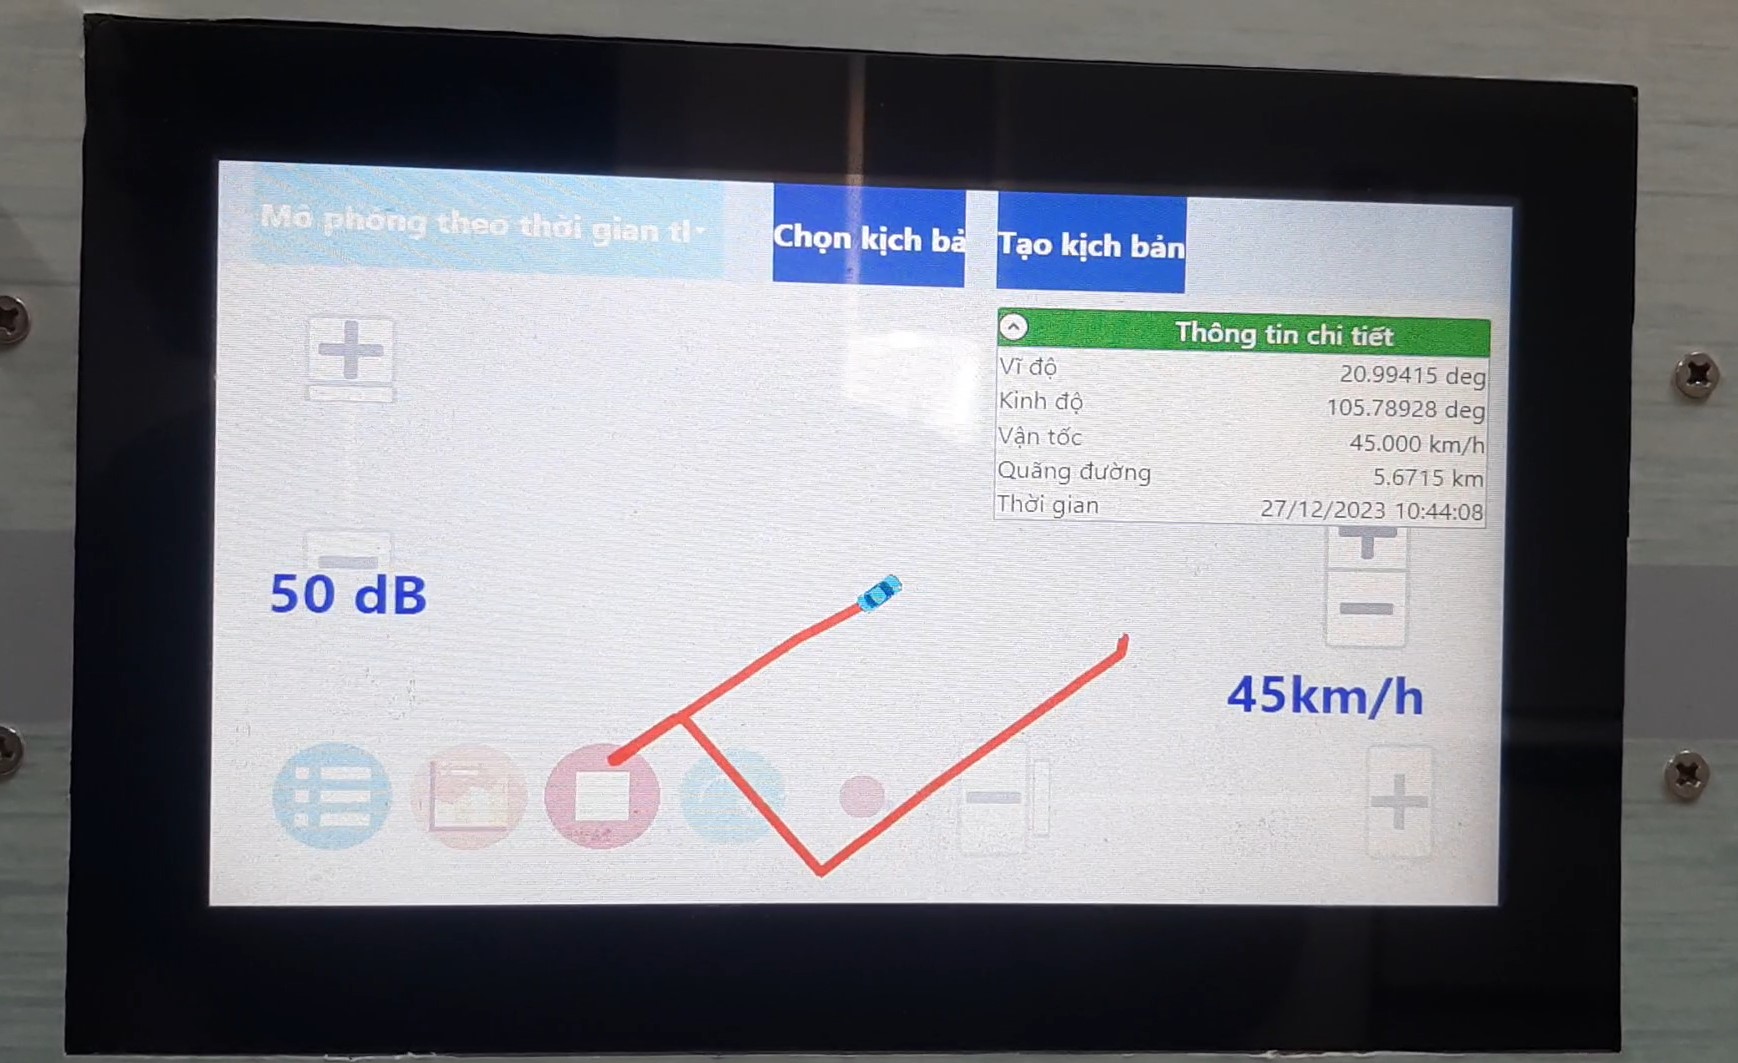 Mô phỏng theo thời gian tl
Chọn kịch bả
Tạo kịch bản
Thông tin chi tiết
Vĩ độ 20.99415 deg
Kinh độ 105.78928 deg
Vận tốc 45.000 km/h
Quãng đường 5.6715 km
Thời gian 27/12/2023 10:44:08
50 dB
45km/h